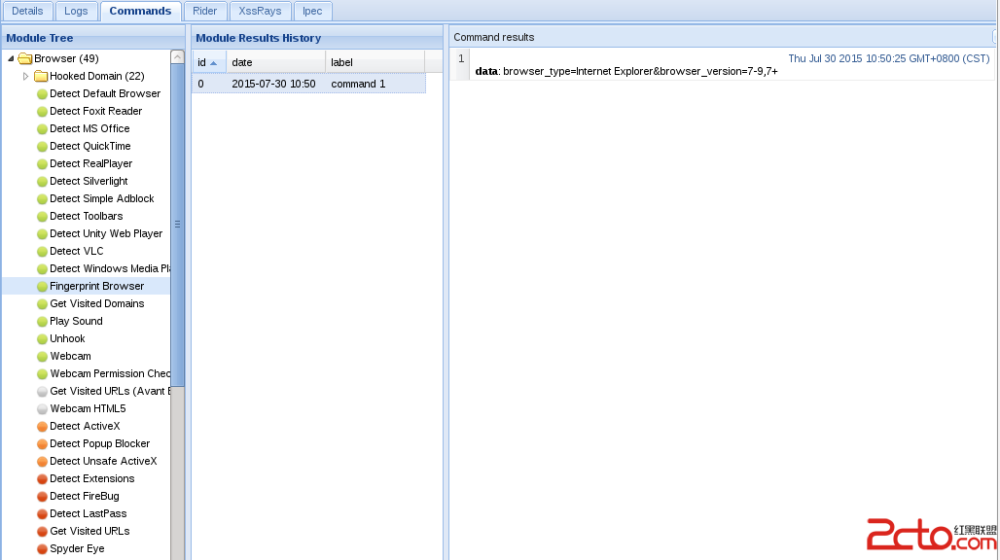 Details Logs Commands Rider XssRays Ipec
Module Tree
Browser (49)
Hooked Domain (22)
Detect Default Browser
Detect Foxit Reader
Detect MS Office
Detect QuickTime
Detect RealPlayer
Detect Silverlight
Detect Simple Adblock
Detect Toolbars
Detect Unity Web Player
Detect VLC
Detect Windows Media Pla
Fingerprint Browser
Get Visited Domains
Play Sound
Unhook
Webcam
Webcam Permission Chec
Get Visited URLs (Avant B
Webcam HTML5
Detect ActiveX
Detect Popup Blocker
Detect Unsafe ActiveX
Detect Extensions
Detect FireBug
Detect LastPass
Get Visited URLs
Spyder Eye
Module Results History
id date label
0 2015-07-30 10:50 command 1
Command results
1 Thu Jul 30 2015 10:50:25 GMT+0800 (CST)
data: browser_type=Internet Explorer&browser_version=7-9,7+
2cto.com 红黑联盟